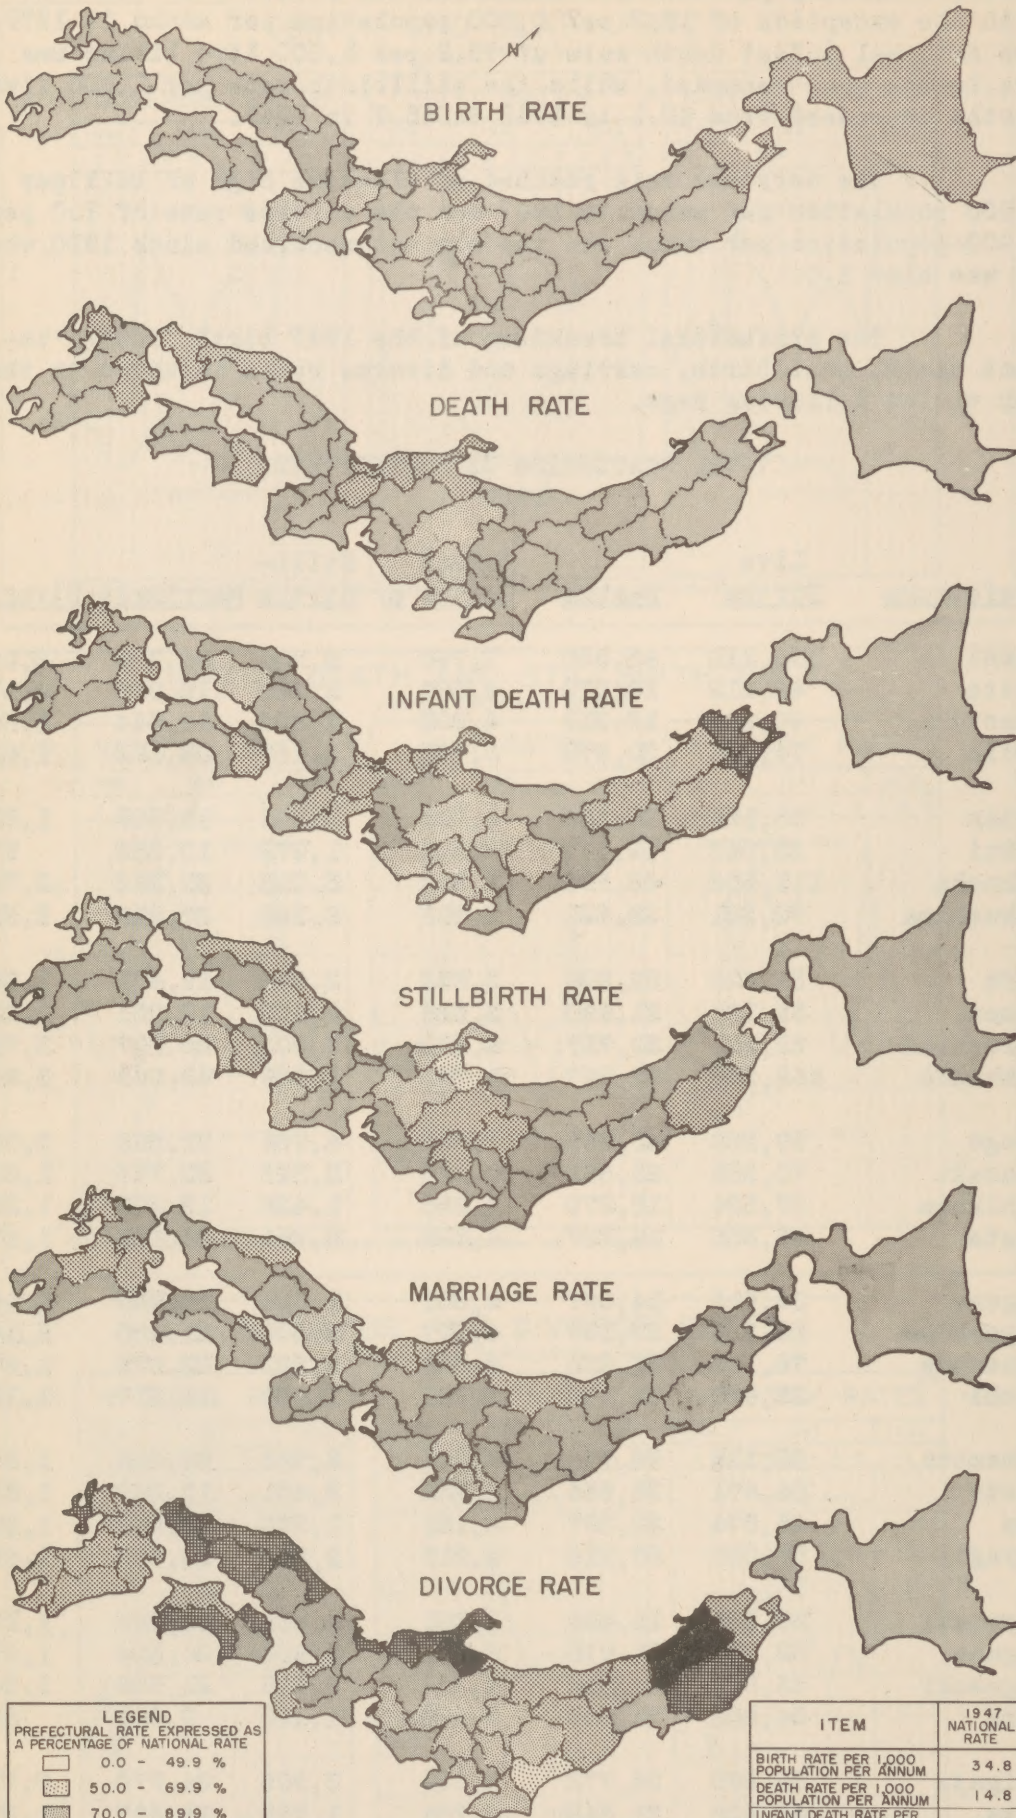 N
BIRTH RATE
DEATH RATE
INFANT DEATH RATE
STILLBIRTH RATE
MARRIAGE RATE
DIVORCE RATE
LEGEND
PREFECTURAL RATE EXPRESSED AS
A PERCENTAGE OF NATIONAL RATE
0.0 - 49.9 %
50.0 - 69.9 %
70.0 - 89.9 %
ITEM
1947
NATIONAL
RATE
BIRTH RATE PER 1,000
POPULATION PER ANNUM
34.8
DEATH RATE PER 1,000
POPULATION PER ANNUM
14.8
INFANT DEATH RATE PER